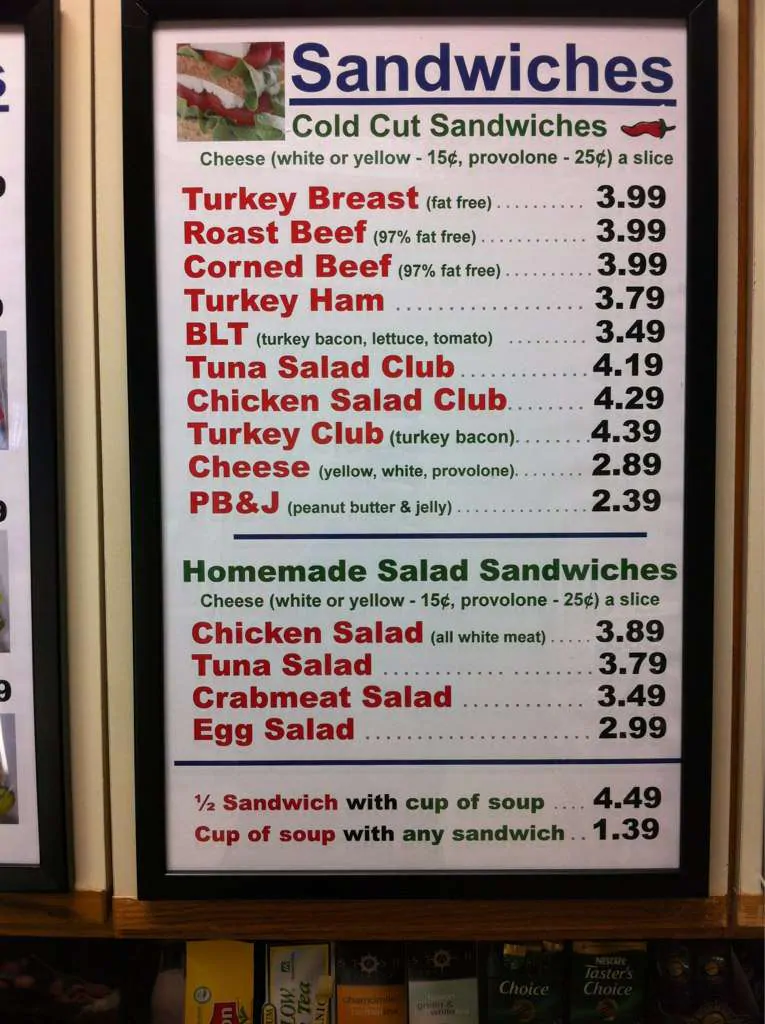 Sandwiches
Cold Cut Sandwiches
Cheese (white or yellow - 15¢, provolone - 25¢) a slice
Turkey Breast (fat free) .......... 3.99
Roast Beef (97% fat free) ............ 3.99
Corned Beef (97% fat free) .......... 3.99
Turkey Ham ..................... 3.79
BLT (turkey bacon, lettuce, tomato) ......... 3.49
Tuna Salad Club.............. 4.19
Chicken Salad Club........ 4.29
Turkey Club (turkey bacon)........4.39
Cheese (yellow, white, provolone)........ 2.89
PB&J (peanut butter & jelly) .............. 2.39
Homemade Salad Sandwiches
Cheese (white or yellow - 15¢, provolone - 25¢) a slice
Chicken Salad (all white meat) ..... 3.89
Tuna Salad ...................... 3.79
Crabmeat Salad ............ 3.49
Egg Salad ....................... 2.99
½ Sandwich with cup of soup .... 4.49
Cup of soup with any sandwich .. 1.39
Tea
chamomile
green &
white tea
Choice
NESCAFÉ
Taster's
Choice